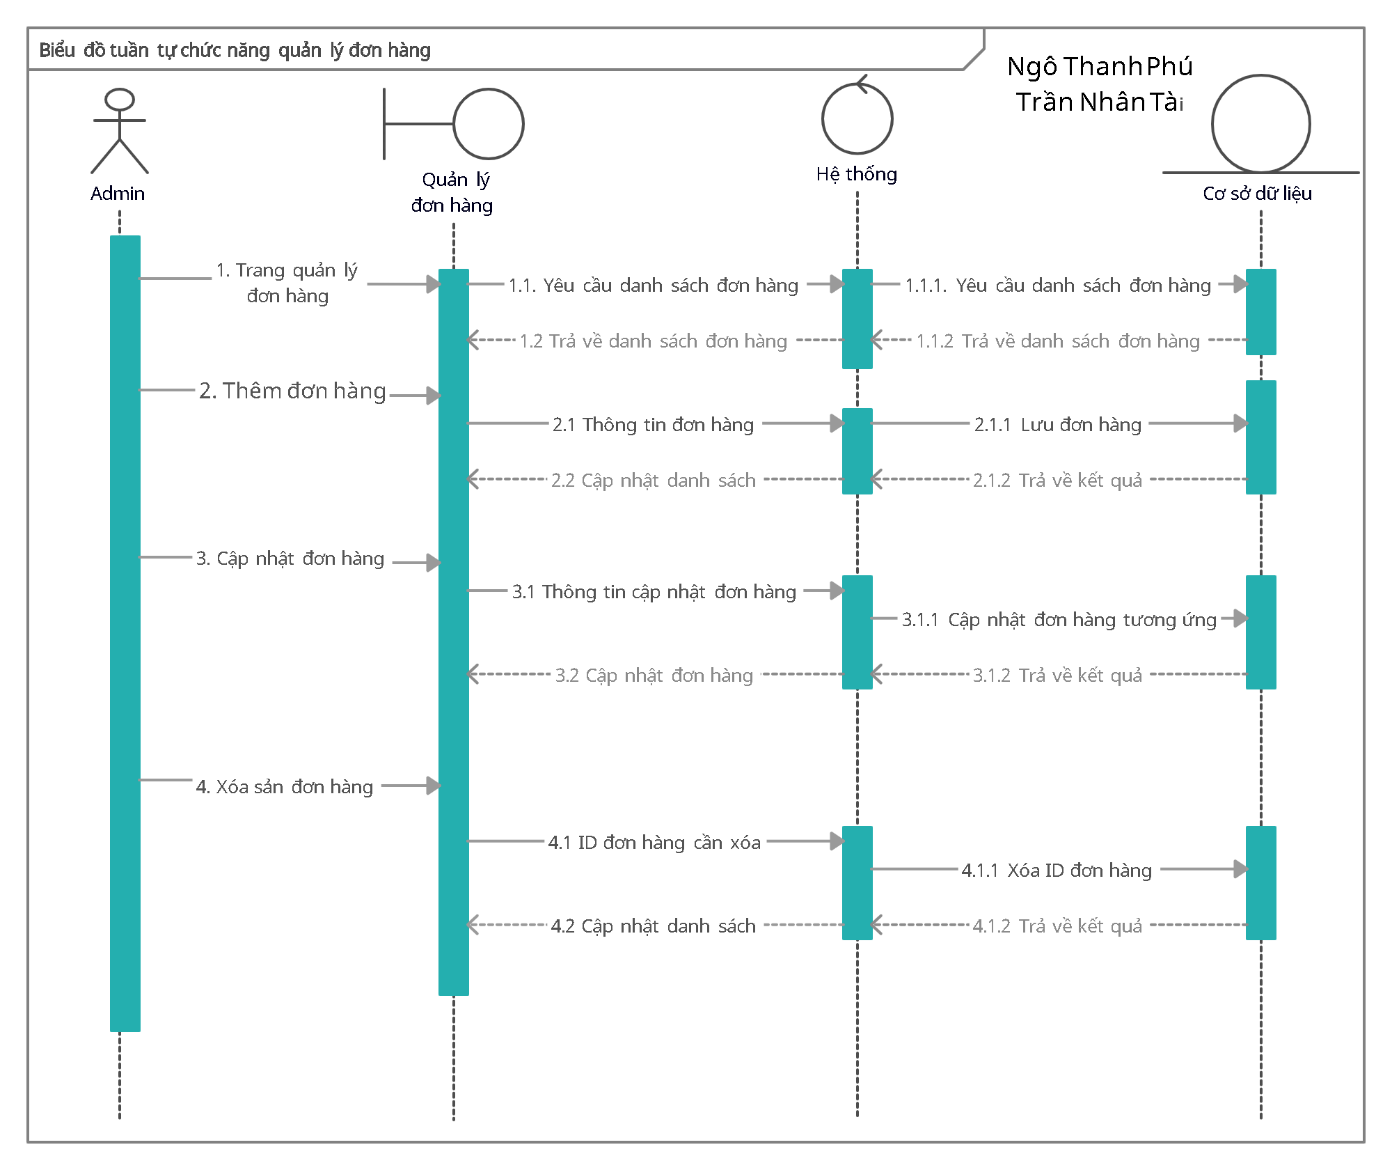 Biểu đồ tuần tự chức năng quản lý đơn hàng
Ngô Thanh Phú
Trần Nhân Tài
Admin
Quản lý
đơn hàng
Hệ thống
Cơ sở dữ liệu
1. Trang quản lý
đơn hàng
1.1. Yêu cầu danh sách đơn hàng
1.1.1. Yêu cầu danh sách đơn hàng
1.2 Trả về danh sách đơn hàng
1.1.2 Trả về danh sách đơn hàng
2. Thêm đơn hàng
2.1 Thông tin đơn hàng
2.1.1 Lưu đơn hàng
2.2 Cập nhật danh sách
2.1.2 Trả về kết quả
3. Cập nhật đơn hàng
3.1 Thông tin cập nhật đơn hàng
3.1.1 Cập nhật đơn hàng tương ứng
3.2 Cập nhật đơn hàng
3.1.2 Trả về kết quả
4. Xóa sản đơn hàng
4.1 ID đơn hàng cần xóa
4.1.1 Xóa ID đơn hàng
4.2 Cập nhật danh sách
4.1.2 Trả về kết quả